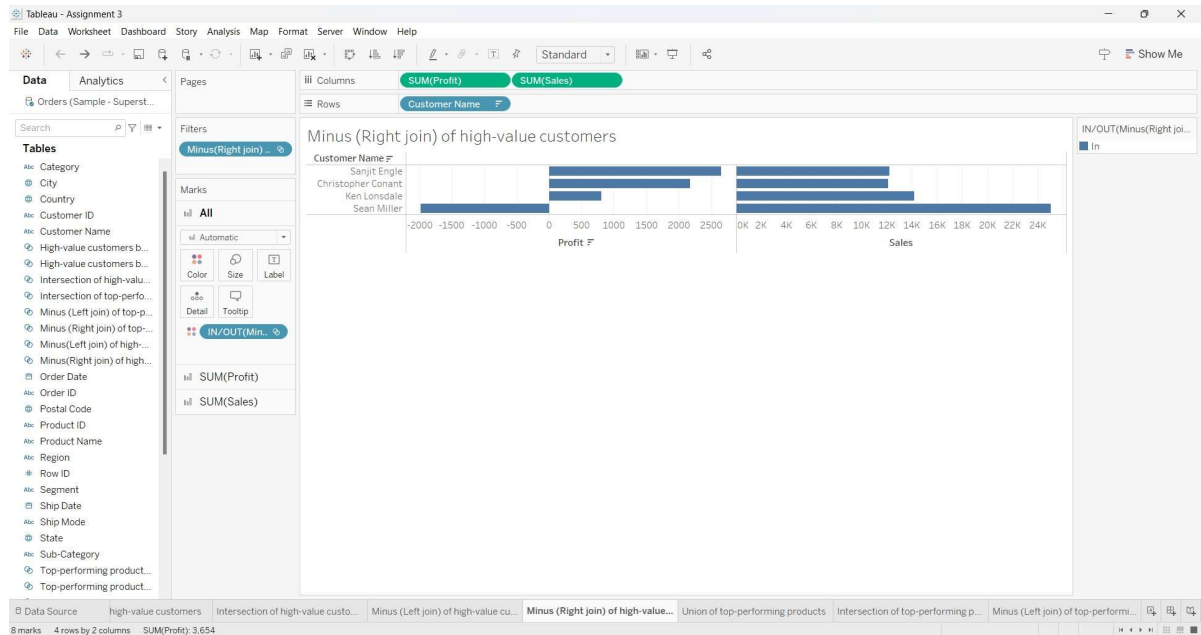 Tableau - Assignment 3
File Data Worksheet Dashboard Story Analysis Map Format Server Window Help
Standard
Show Me
Data
Analytics
Orders (Sample - Superst...
Search
Tables
Abc Category
City
Country
Abc Customer ID
Abc Customer Name
High-value customers b...
High-value customers b...
Intersection of high-valu...
Intersection of top-perfo...
Minus (Left join) of top-p...
Minus (Right join) of top-...
Minus(Left join) of high-...
Minus(Right join) of high...
Order Date
Abc Order ID
Postal Code
Abc Product ID
Abc Product Name
Abc Region
# Row ID
Abc Segment
Ship Date
Abc Ship Mode
State
Abc Sub-Category
Top-performing product...
Top-performing product...
Pages
Filters
Minus(Right join) ..
Marks
All
Automatic
Color Size Label
Detail Tooltip
IN/OUT(Min..
SUM(Profit)
SUM(Sales)
Columns SUM(Profit) SUM(Sales)
Rows Customer Name
Minus (Right join) of high-value customers
Customer Name
Sanjit Engle
Christopher Conant
Ken Lonsdale
Sean Miller
-2000 -1500 -1000 -500 0 500 1000 1500 2000 2500 0K 2K 4K 6K 8K 10K 12K 14K 16K 18K 20K 22K 24K
Profit Sales
IN/OUT(Minus(Right joi...
In
Data Source high-value customers Intersection of high-value custo... Minus (Left join) of high-value cu... Minus (Right join) of high-value... Union of top-performing products Intersection of top-performing p... Minus (Left join) of top-performi...
8 marks 4 rows by 2 columns SUM(Profit): 3,654